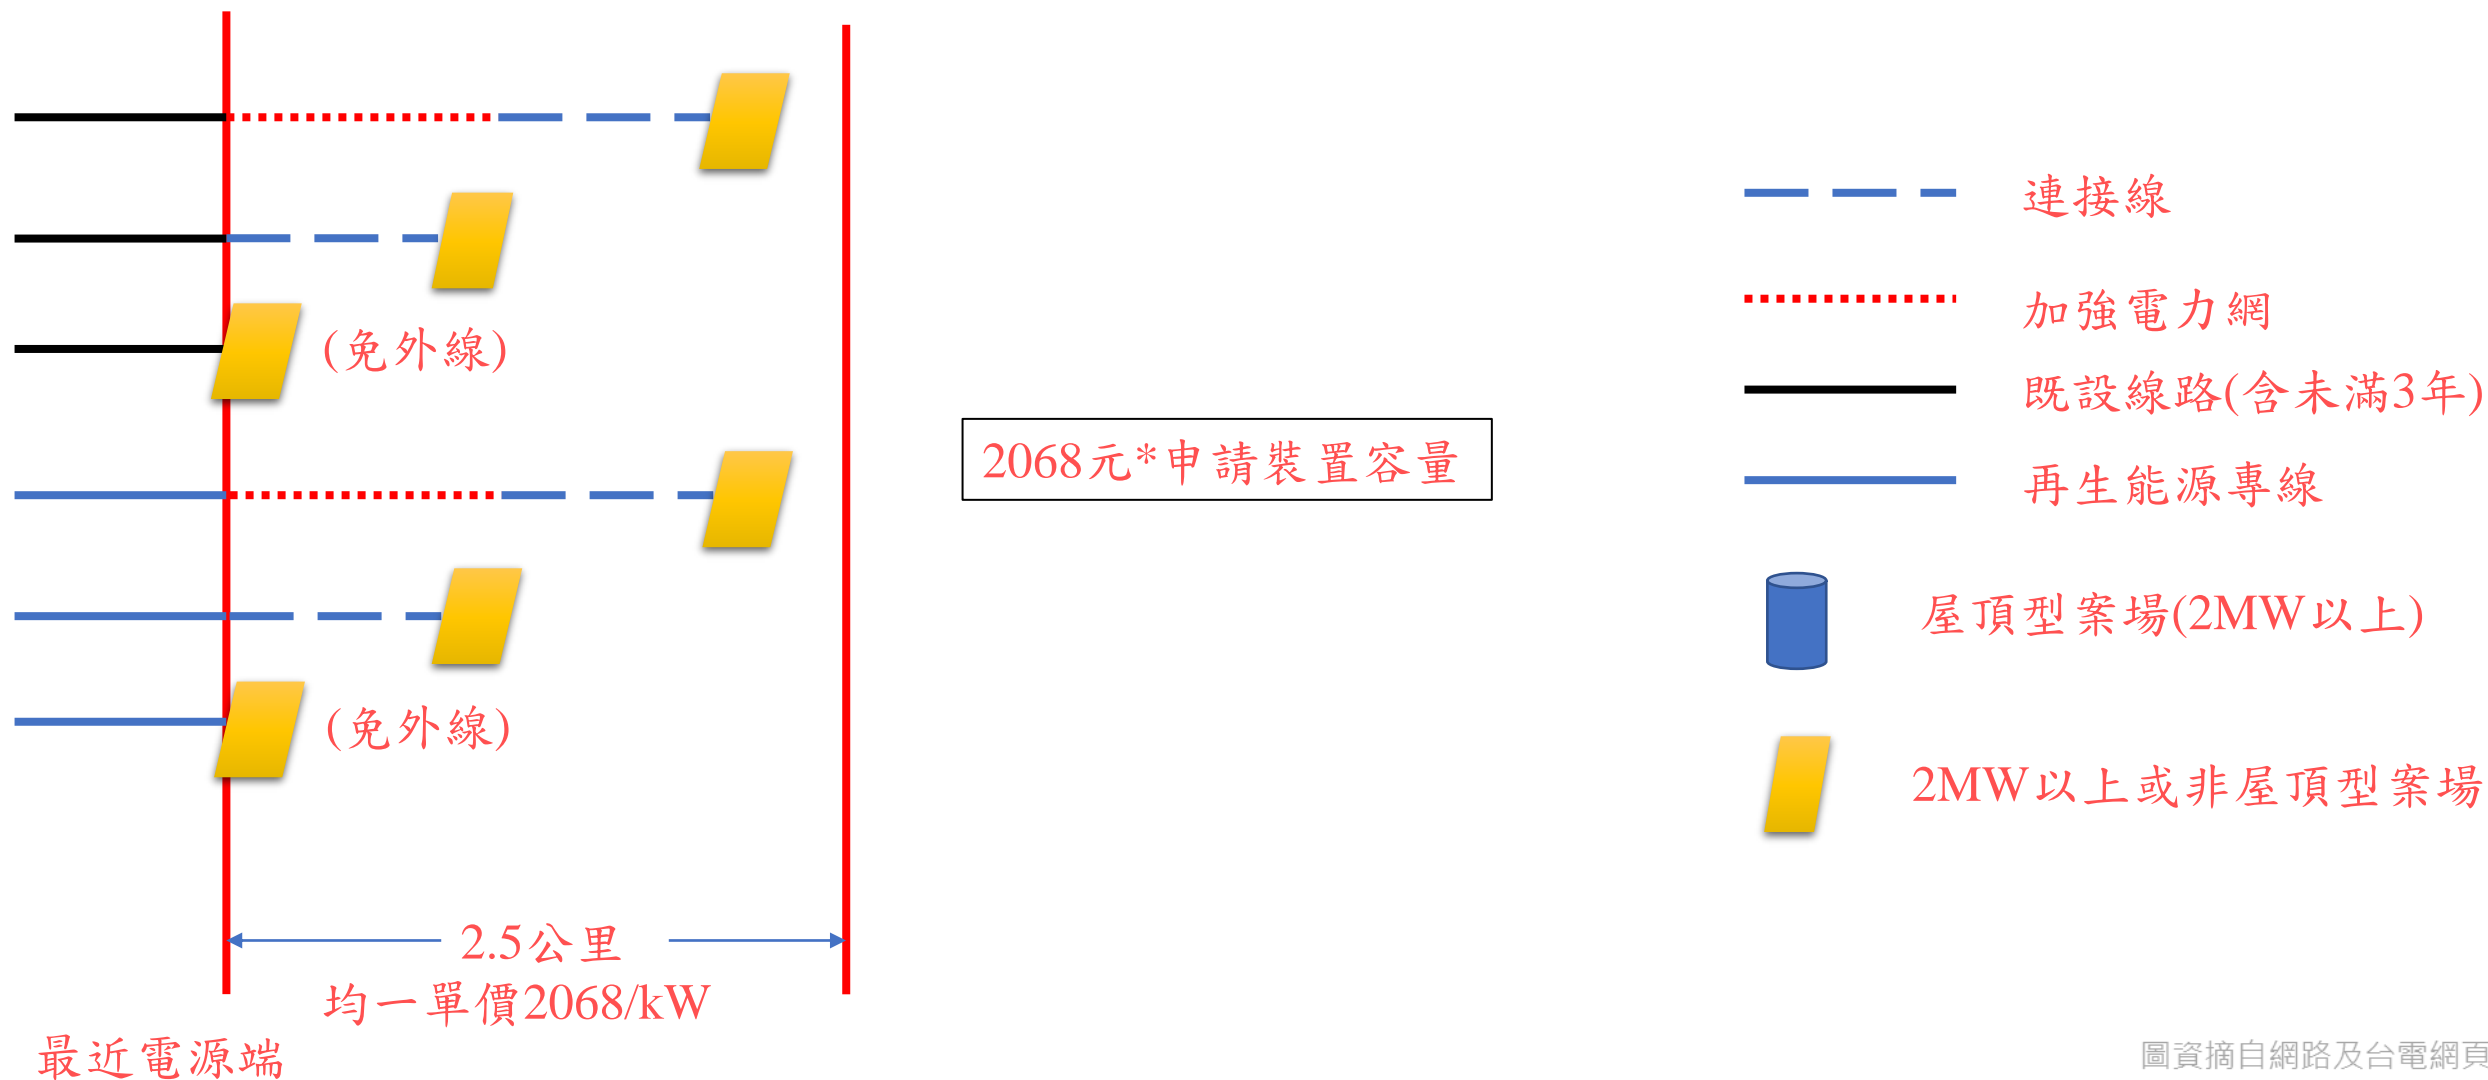 連接線
加強電力網
(免外線)
既設線路(含未滿3年)
2068元*申請裝置容量
再生能源專線
屋頂型案場(2MW以上)
(免外線)
2MW以上或非屋頂型案場
2.5公里
均一單價2068/kW
最近電源端
圖資摘自網路及台電網頁